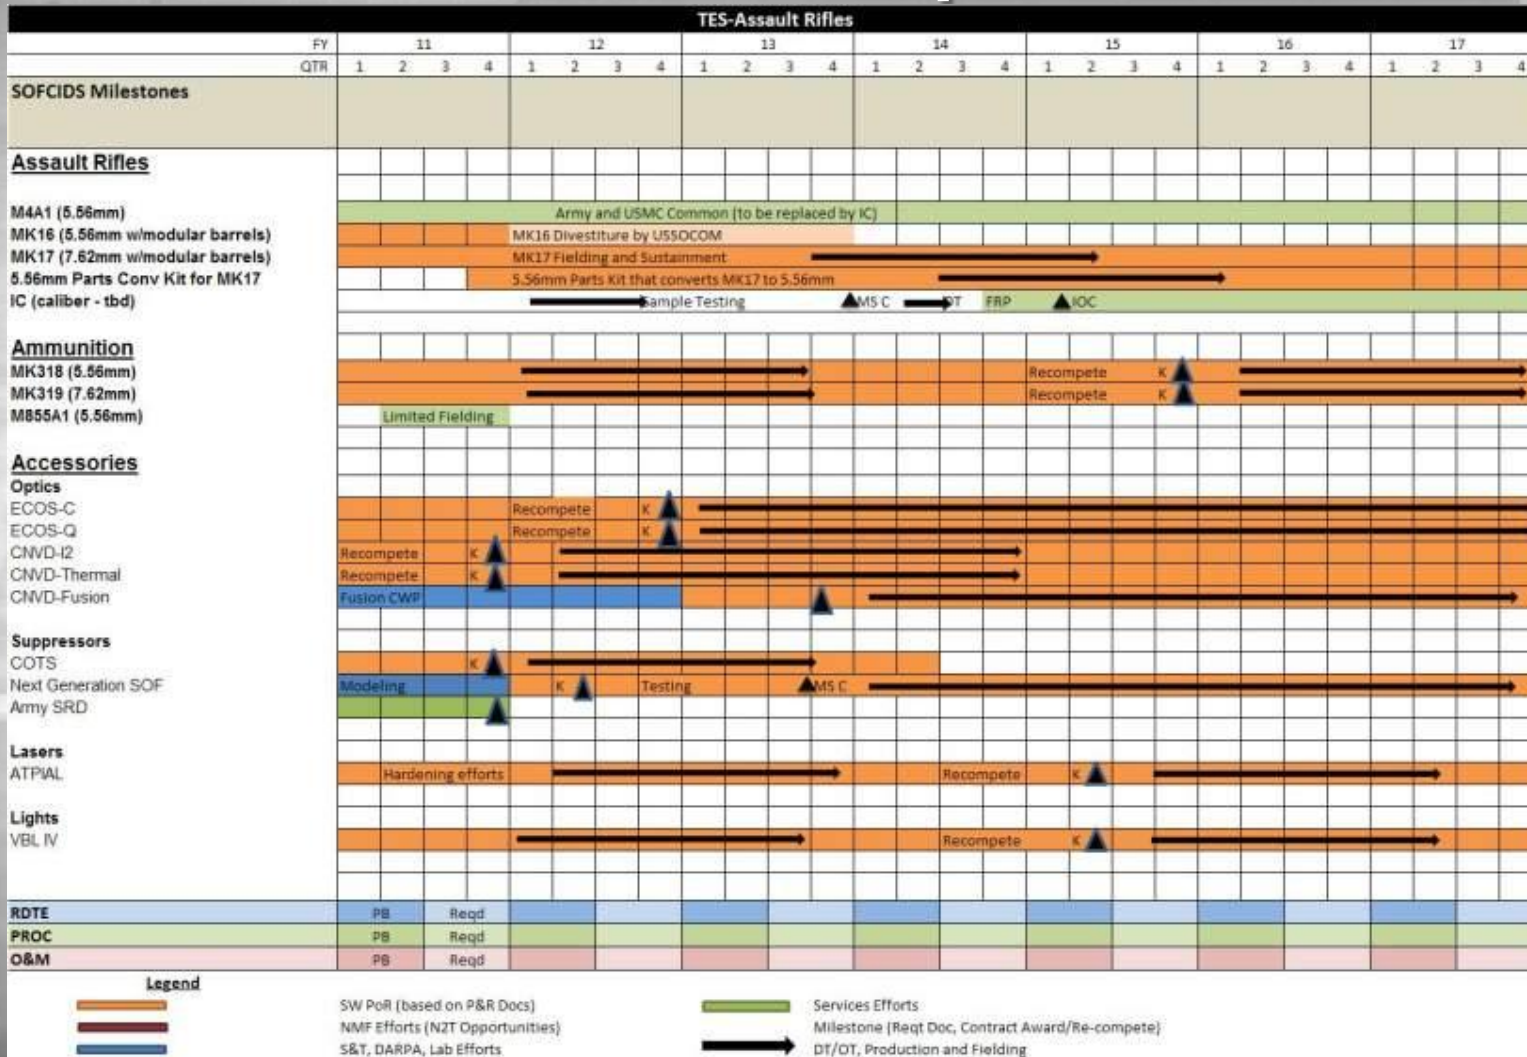 TES-Assault Rifles
FY 11 12 13 14 15 16 17
QTR 1 2 3 4 1 2 3 4 1 2 3 4 1 2 3 4 1 2 3 4 1 2 3 4 1 2 3 4
SOFCIDS Milestones
Assault Rifles
M4A1 (5.56mm) Army and USMC Common (to be replaced by IC)
MK16 (5.56mm w/modular barrels) MK16 Divestiture by USSOCOM
MK17 (7.62mm w/modular barrels) MK17 Fielding and Sustainment
5.56mm Parts Conv Kit for MK17 5.56mm Parts Kit that converts MK17 to 5.56mm
IC (caliber - tbd) Sample Testing MS C DT FRP IOC
Ammunition
MK318 (5.56mm) Recompete K
MK319 (7.62mm) Recompete K
M855A1 (5.56mm) Limited Fielding
Accessories
Optics
ECOS-C Recompete K
ECOS-Q Recompete K
CNVD-I2 Recompete K
CNVD-Thermal Recompete K
CNVD-Fusion Fusion CWP
Suppressors
COTS K
Next Generation SOF Modeling K Testing MS C
Army SRD
Lasers
ATPIAL Hardening efforts Recompete K
Lights
VBL IV Recompete K
RDTE PB Reqd
PROC PB Reqd
O&M PB Reqd
Legend
SW PoR (based on P&R Docs) Services Efforts
NMF Efforts (N2T Opportunities) Milestone (Reqt Doc, Contract Award/Re-compete)
S&T, DARPA, Lab Efforts DT/OT, Production and Fielding